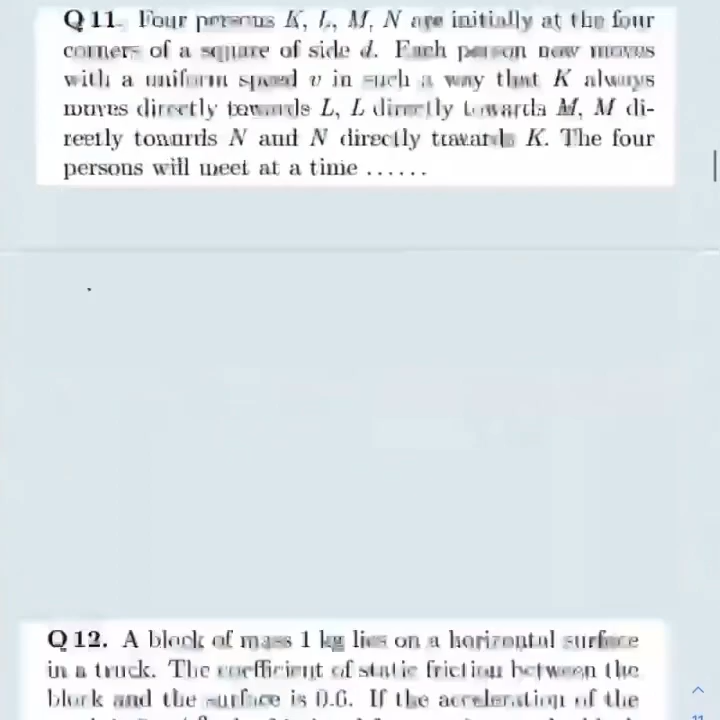 Q 11. Four persons K, L, M, N are initially at the four
corners of a square of side d. Each person now moves
with a uniform speed v in such a way that K always
moves directly towards L, L directly towards M, M di-
rectly towards N and N directly towards K. The four
persons will meet at a time ......
Q 12. A block of mass 1 kg lies on a horizontal surface
in a truck. The coefficient of static friction between the
block and the surface is 0.6. If the acceleration of the
11